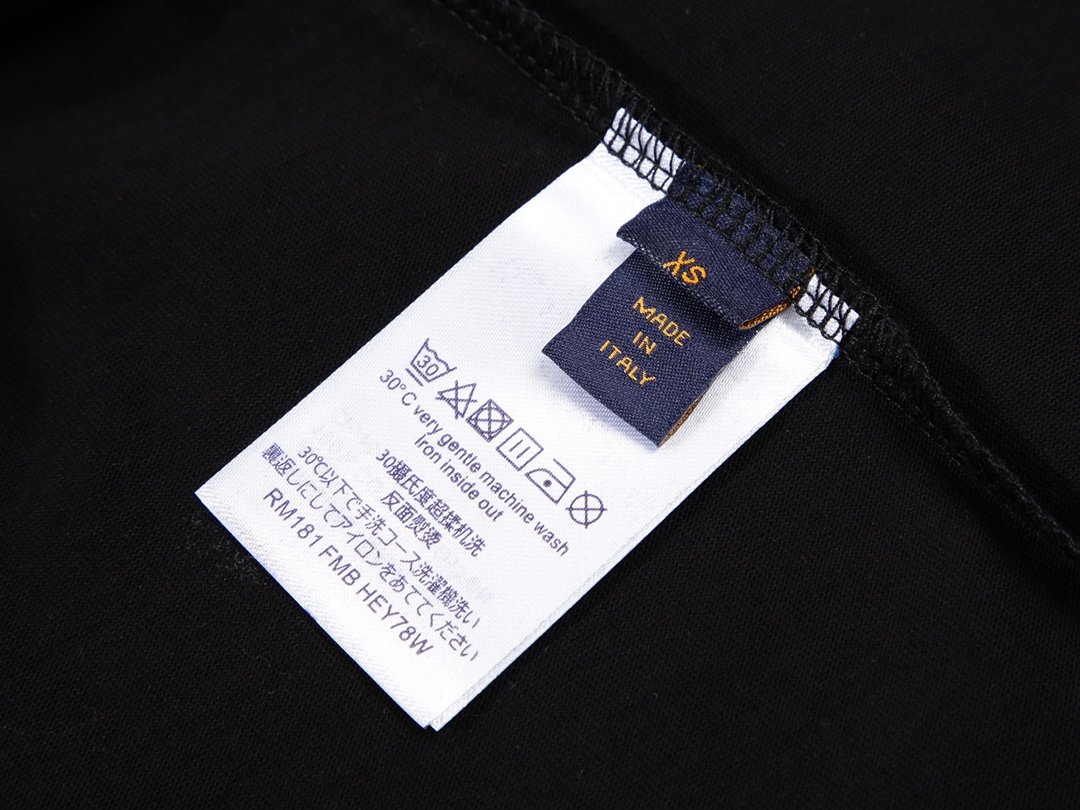 XS
MADE
IN
ITALY
30
30°C very gentle machine wash
Iron inside out
30摄氏度超揉机洗
反面熨烫
30℃以下で手洗コース洗濯機洗い
裏返しにしてアイロンをあててください
RM181 FMB HEY78W